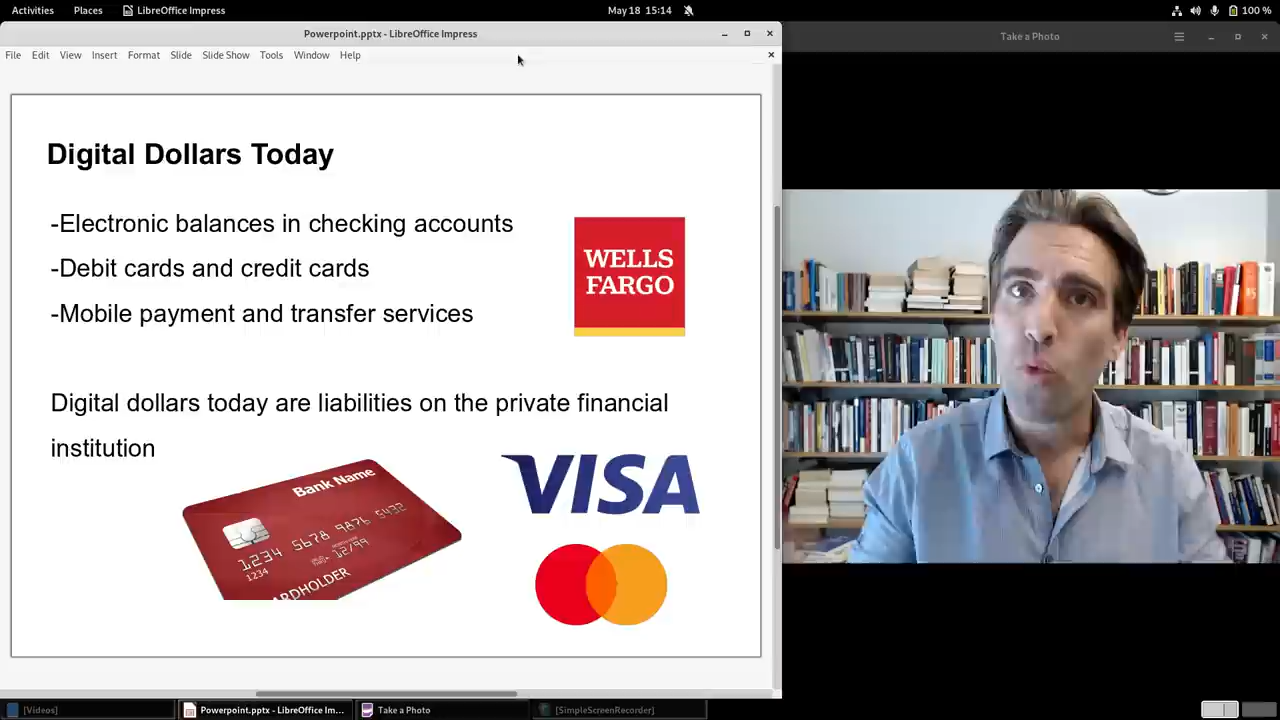 Activities Places LibreOffice Impress May 18 15:14 100 %
Powerpoint.pptx - LibreOffice Impress
Take a Photo
File Edit View Insert Format Slide Slide Show Tools Window Help
Digital Dollars Today
-Electronic balances in checking accounts
-Debit cards and credit cards
-Mobile payment and transfer services
WELLS
FARGO
Digital dollars today are liabilities on the private financial
institution
Bank Name
1234 5678 9876 5432
1234
12/99
CARDHOLDER
VISA
[Videos] Powerpoint.pptx - LibreOffice Im... Take a Photo [SimpleScreenRecorder]